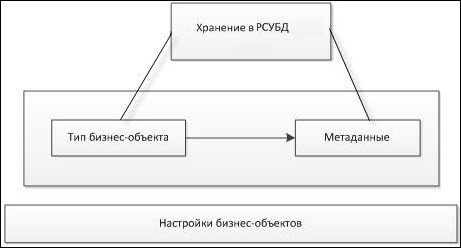 Хранение в РСУБД
Тип бизнес-объекта
Метаданные
Настройки бизнес-объектов